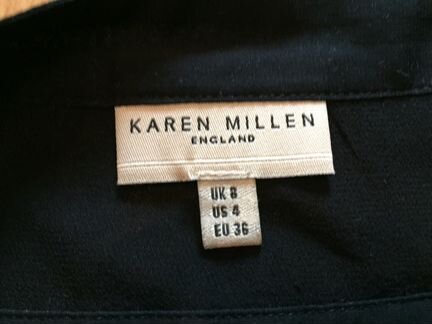 KAREN MILLEN
ENGLAND
UK 8
US 4
EU 36